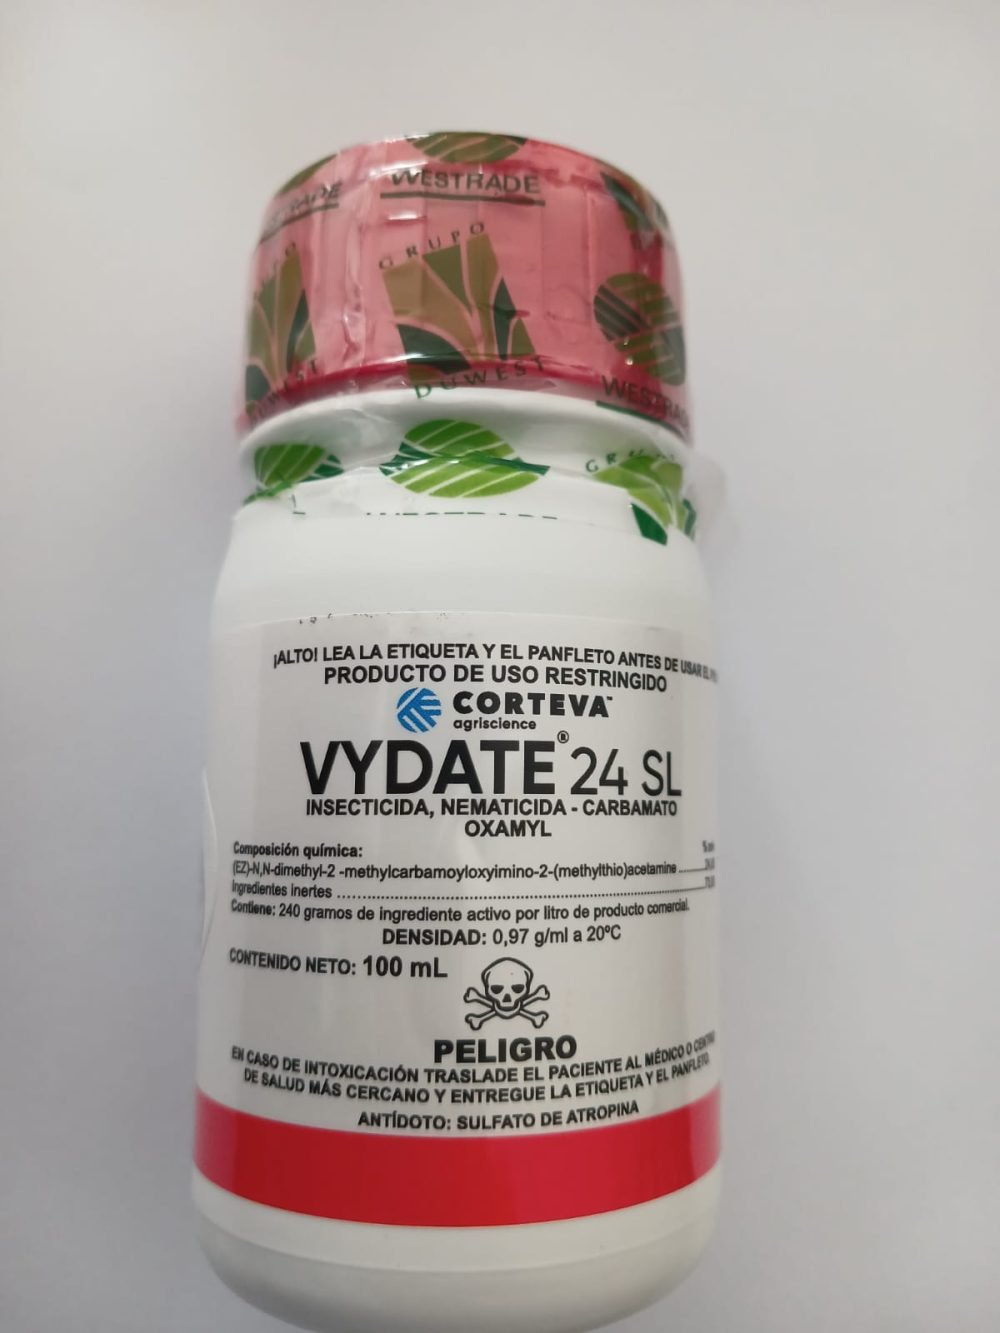 WESTRADE
GRUPO
DUWEST
¡ALTO! LEA LA ETIQUETA Y EL PANFLETO ANTES DE USAR EL
PRODUCTO DE USO RESTRINGIDO
CORTEVA™
agriscience
VYDATE® 24 SL
INSECTICIDA, NEMATICIDA - CARBAMATO
OXAMYL
Composición química:
(EZ)-N,N-dimethyl-2 -methylcarbamoyloxyimino-2-(methylthio)acetamine
Ingredientes inertes
Contiene: 240 gramos de ingrediente activo por litro de producto comercial.
DENSIDAD: 0,97 g/ml a 20ºC
CONTENIDO NETO: 100 mL
PELIGRO
EN CASO DE INTOXICACIÓN TRASLADE EL PACIENTE AL MÉDICO O CENTRO
DE SALUD MÁS CERCANO Y ENTREGUE LA ETIQUETA Y EL PANFLETO.
ANTÍDOTO: SULFATO DE ATROPINA